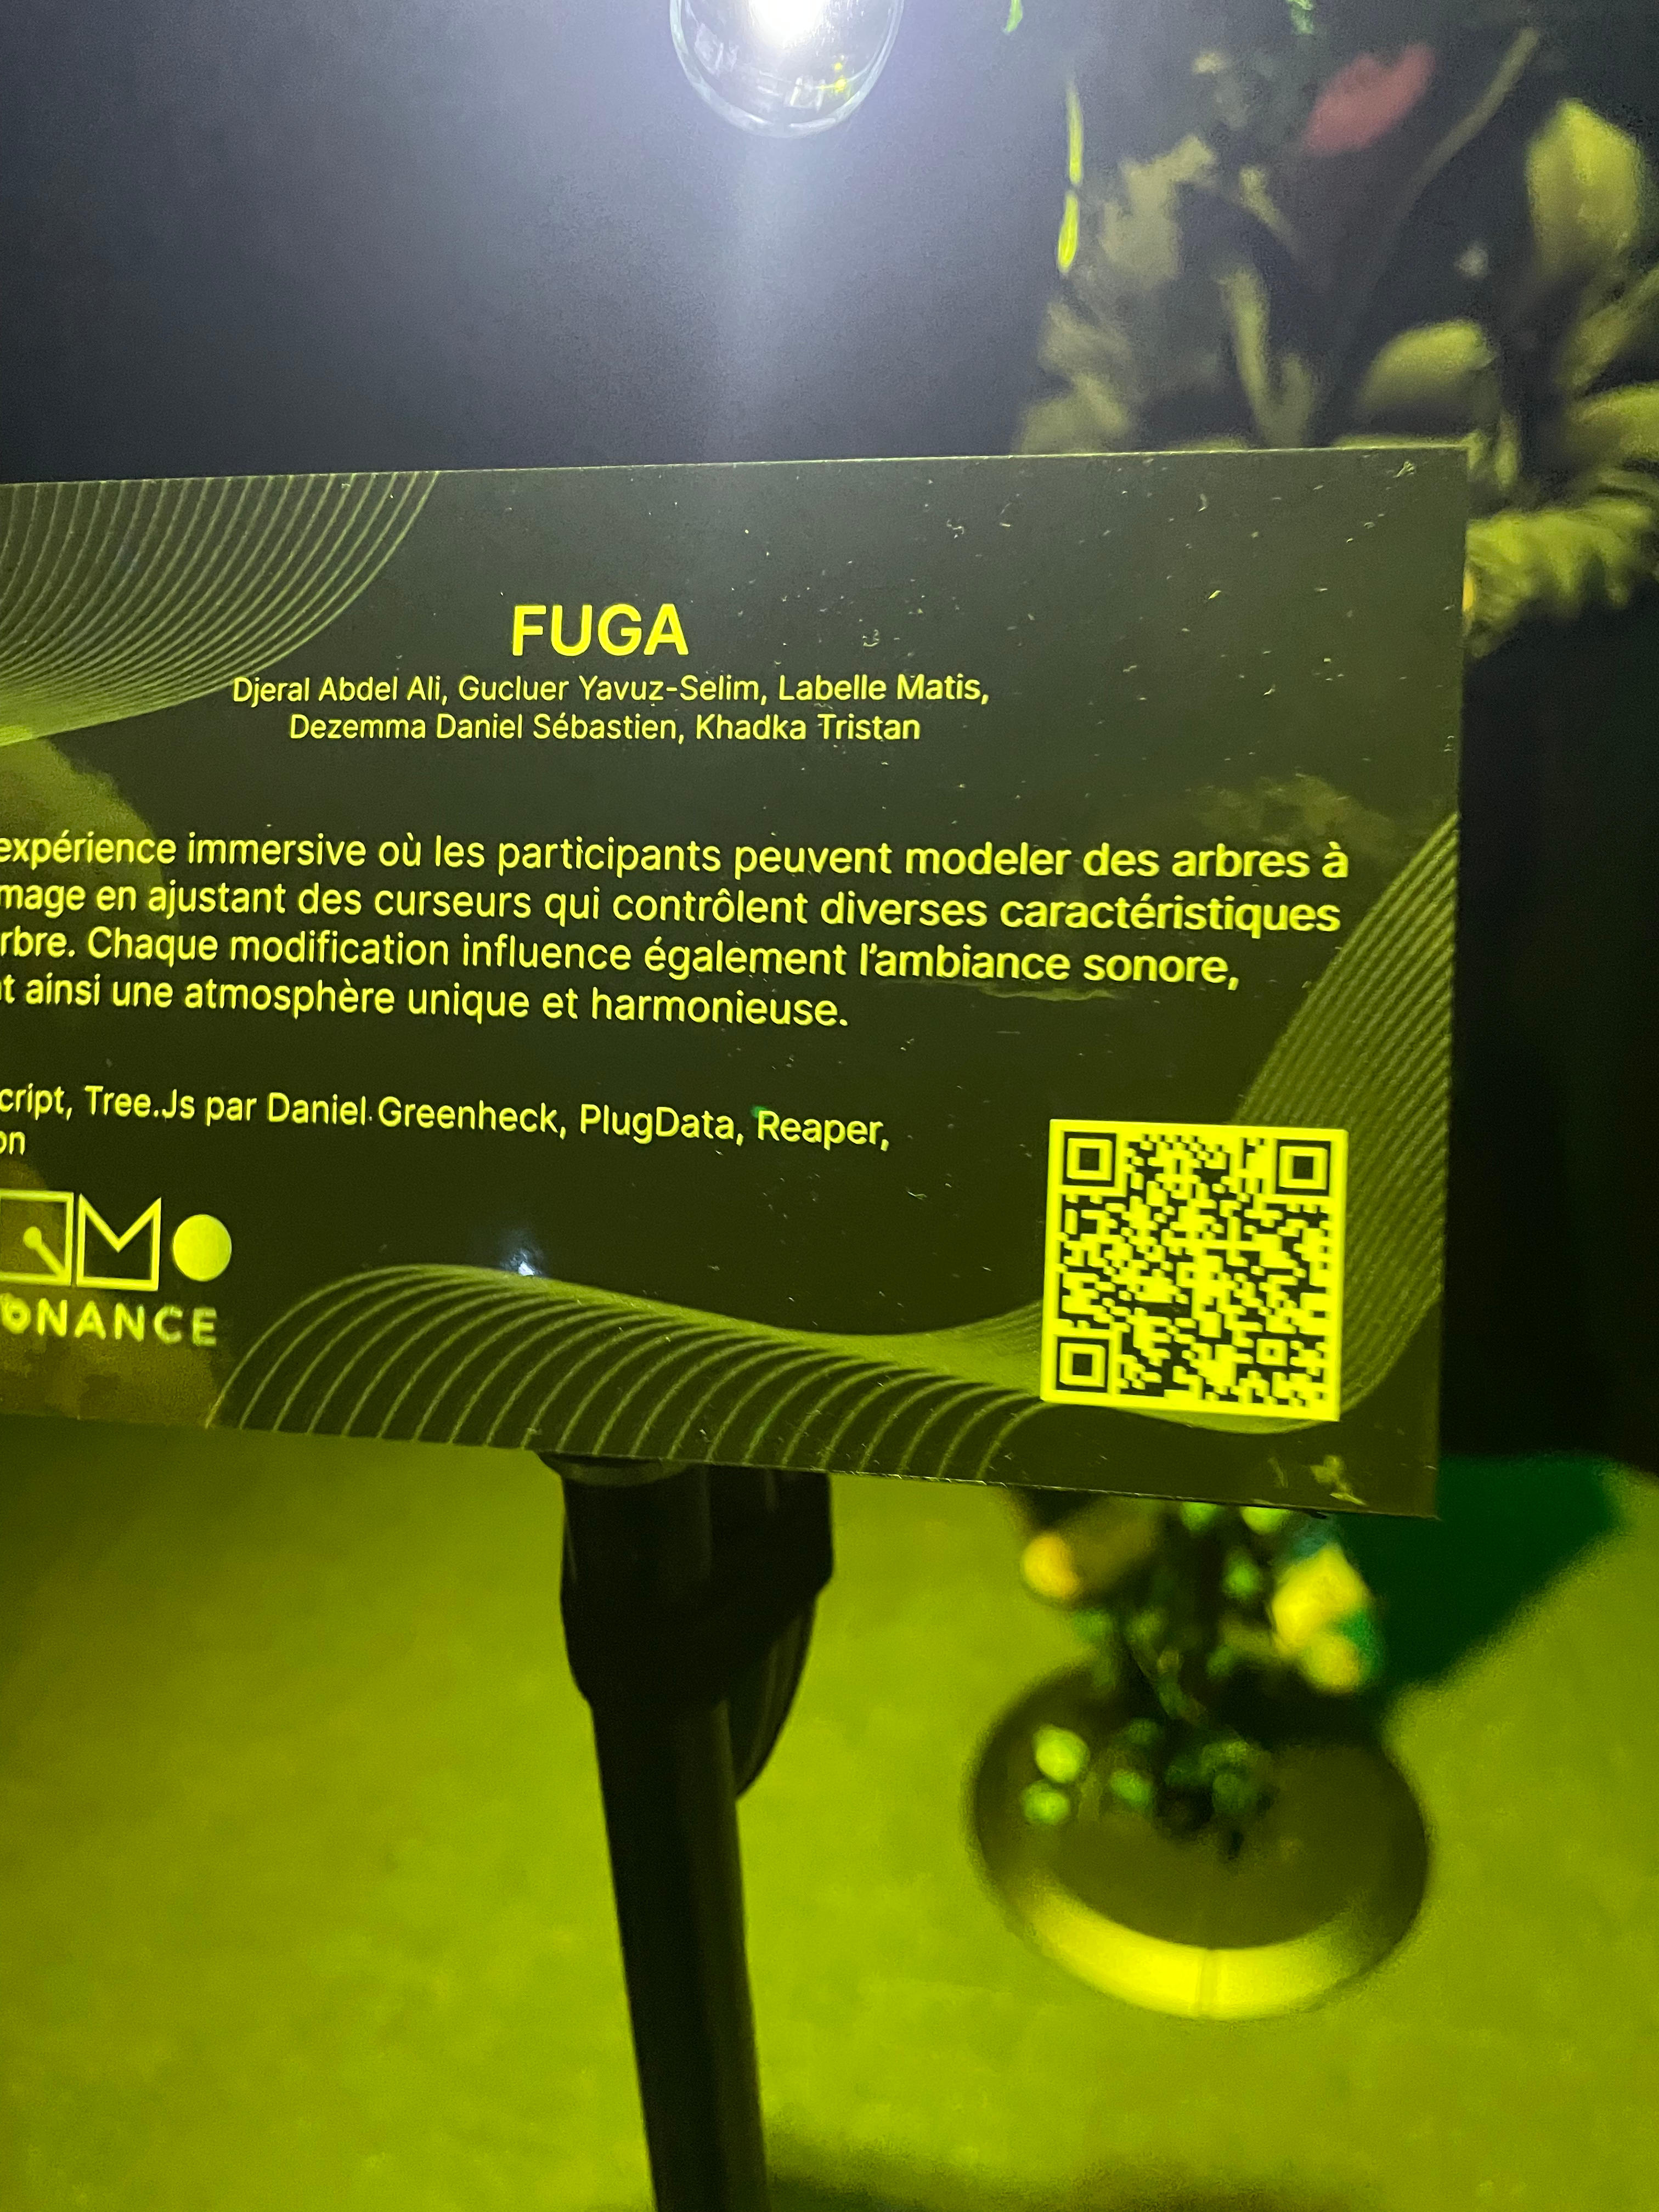 FUGA
Djeral Abdel Ali, Gucluer Yavuz-Selim, Labelle Matis,
Dezemma Daniel Sébastien, Khadka Tristan
expérience immersive où les participants peuvent modeler des arbres à
mage en ajustant des curseurs qui contrôlent diverses caractéristiques
rbre. Chaque modification influence également l’ambiance sonore,
t ainsi une atmosphère unique et harmonieuse.
cript, Tree.Js par Daniel Greenheck, PlugData, Reaper,
on
ONANCE